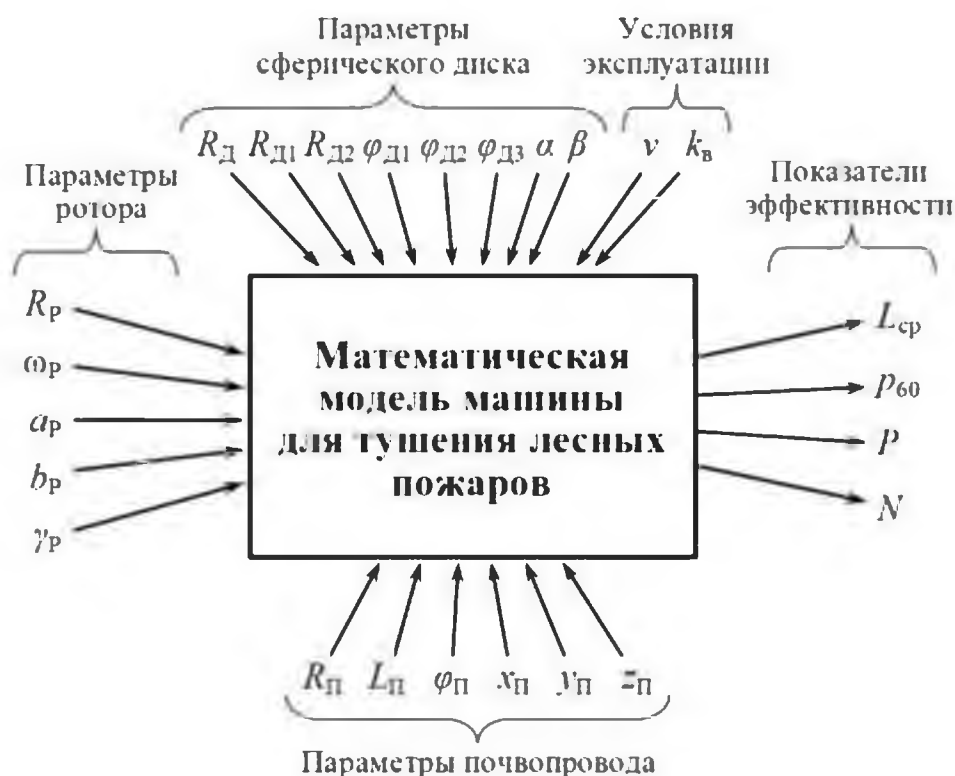 Параметры
сферического диска
Условия
эксплуатации
R_Д R_Д1 R_Д2 φ_Д1 φ_Д2 φ_Д3 α β
v k_в
Параметры
ротора
Показатели
эффективности
R_Р
ω_Р
a_Р
b_Р
γ_Р
Математическая
модель машины
для тушения лесных
пожаров
L_ср
p_60
P
N
R_П L_П φ_П x_П y_П z_П
Параметры почвопровода